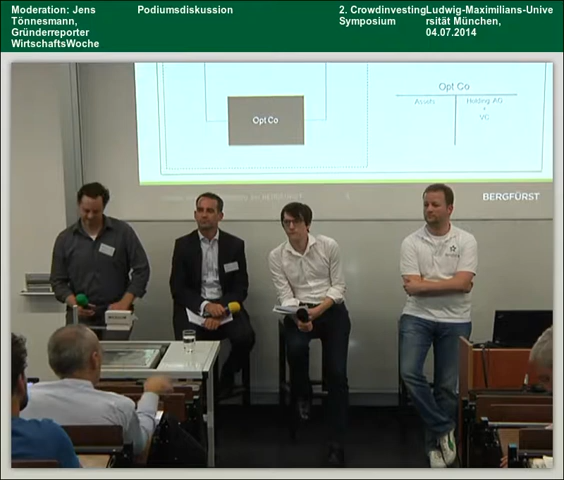 Moderation: Jens
Tönnesmann,
Gründerreporter
WirtschaftsWoche
Podiumsdiskussion
2. Crowdinvesting
Symposium
Ludwig-Maximilians-Unive
rsität München,
04.07.2014
Opt Co
Opt Co
Assets
Holding AG
+
VC
BERGFÜRST